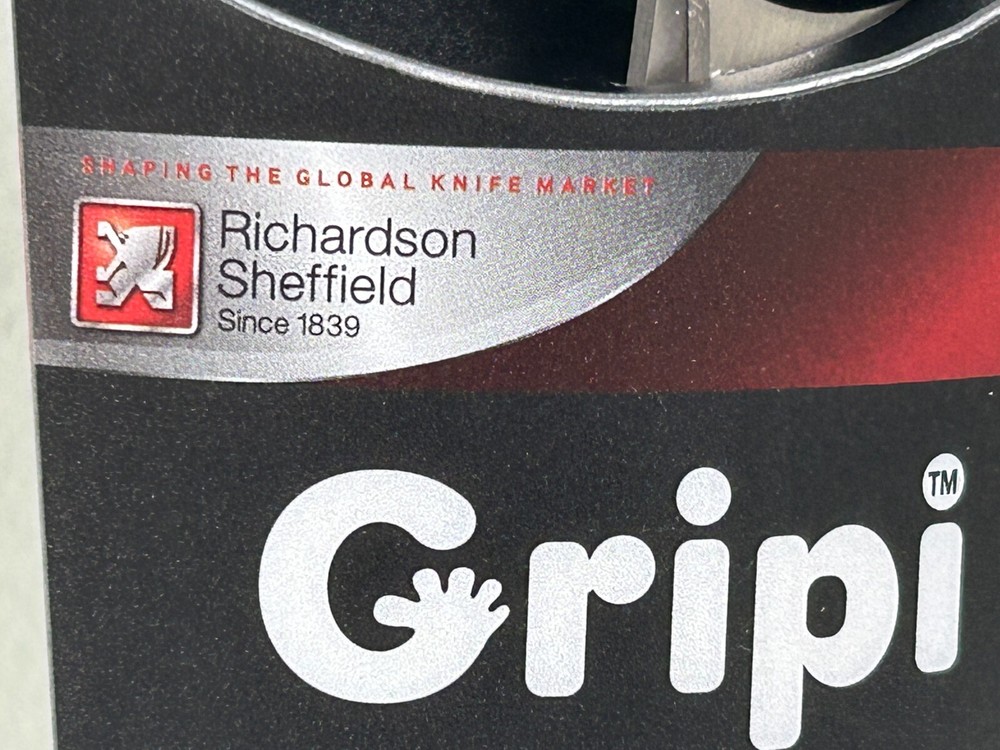 SHAPING THE GLOBAL KNIFE MARKET
Richardson
Sheffield
Since 1839
Gripi™